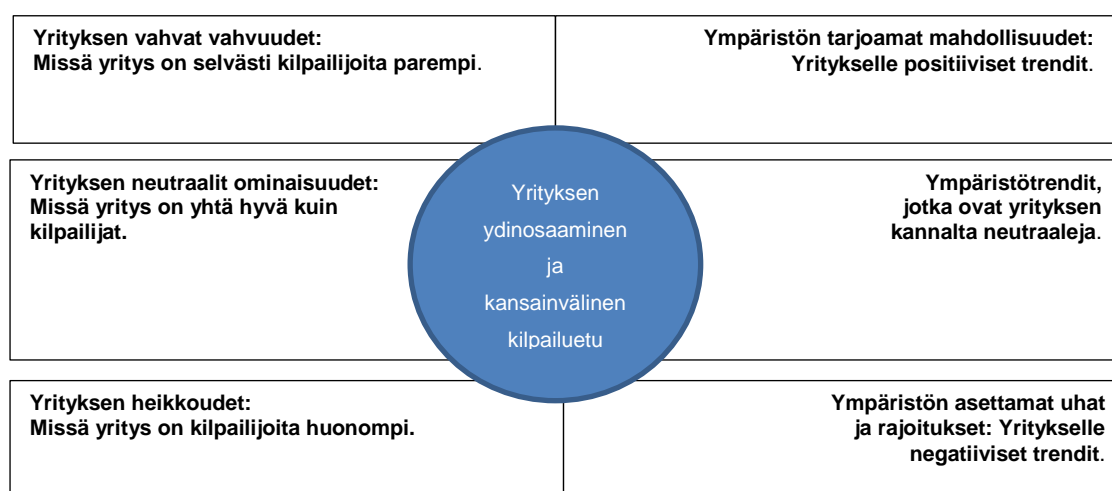 Yrityksen vahvat vahvuudet:
Missä yritys on selvästi kilpailijoita parempi.
Ympäristön tarjoamat mahdollisuudet:
Yritykselle positiiviset trendit.
Yrityksen neutraalit ominaisuudet:
Missä yritys on yhtä hyvä kuin
kilpailijat.
Yrityksen
ydinosaaminen
ja
kansainvälinen
kilpailuetu
Ympäristötrendit,
jotka ovat yrityksen
kannalta neutraaleja.
Yrityksen heikkoudet:
Missä yritys on kilpailijoita huonompi.
Ympäristön asettamat uhat
ja rajoitukset: Yritykselle
negatiiviset trendit.